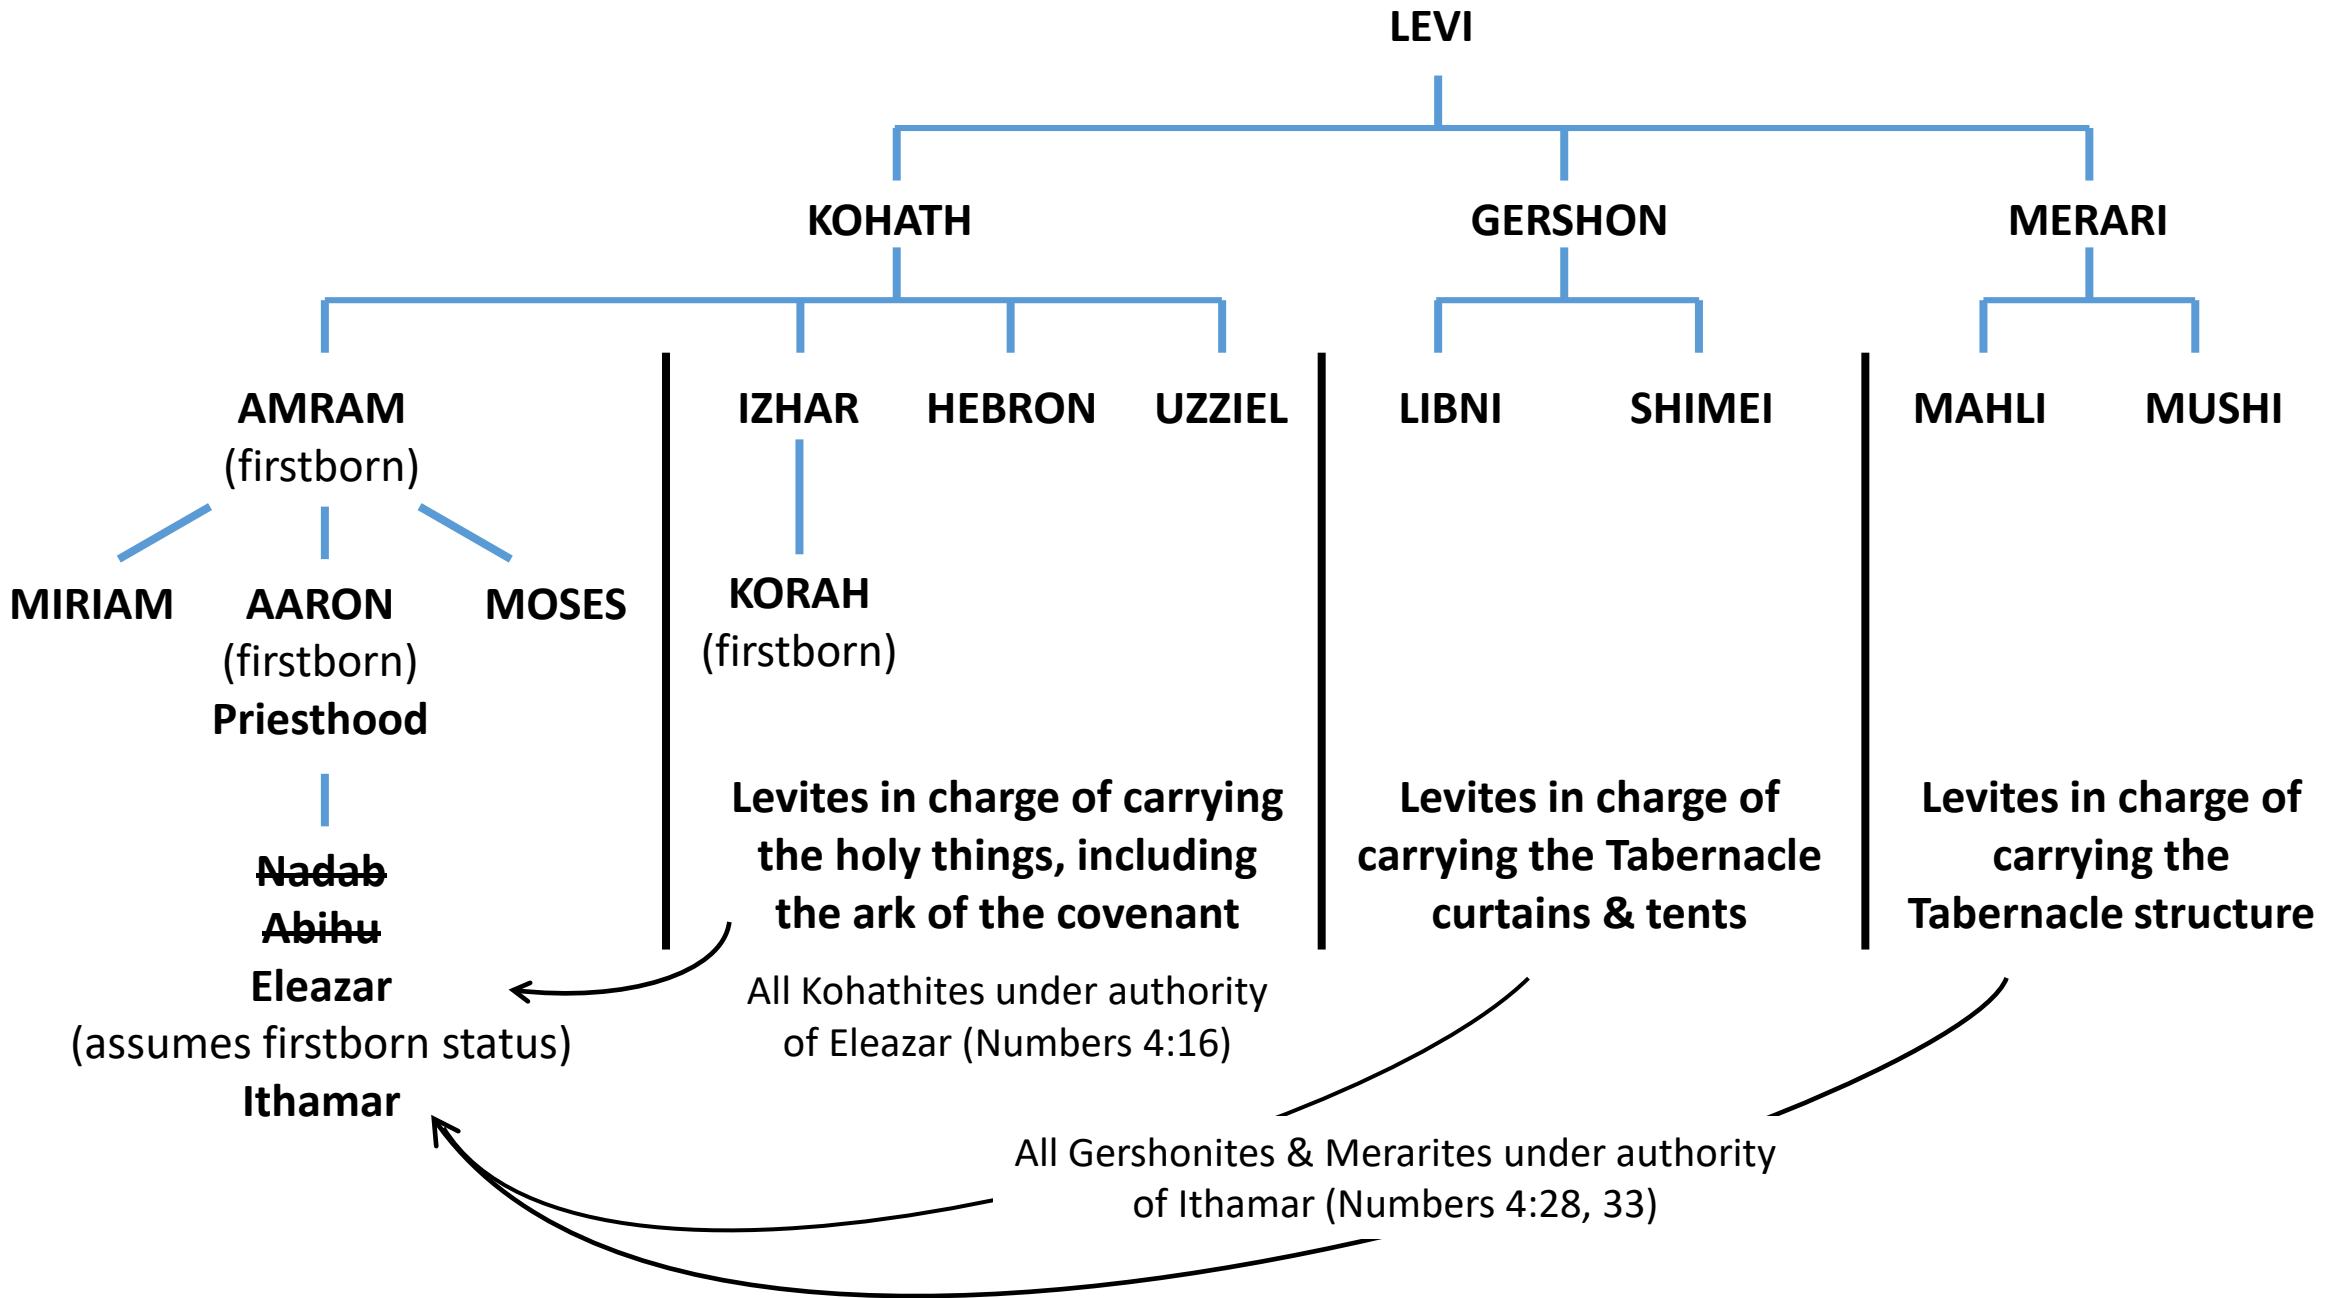 LEVI
KOHATH
GERSHON
MERARI
AMRAM
(firstborn)
IZHAR
HEBRON
UZZIEL
LIBNI
SHIMEI
MAHLI
MUSHI
MIRIAM
AARON
(firstborn)
Priesthood
MOSES
KORAH
(firstborn)
Nadab
Abihu
Eleazar
(assumes firstborn status)
Ithamar
Levites in charge of carrying
the holy things, including
the ark of the covenant
Levites in charge of
carrying the Tabernacle
curtains & tents
Levites in charge of
carrying the
Tabernacle structure
All Kohathites under authority
of Eleazar (Numbers 4:16)
All Gershonites & Merarites under authority
of Ithamar (Numbers 4:28, 33)